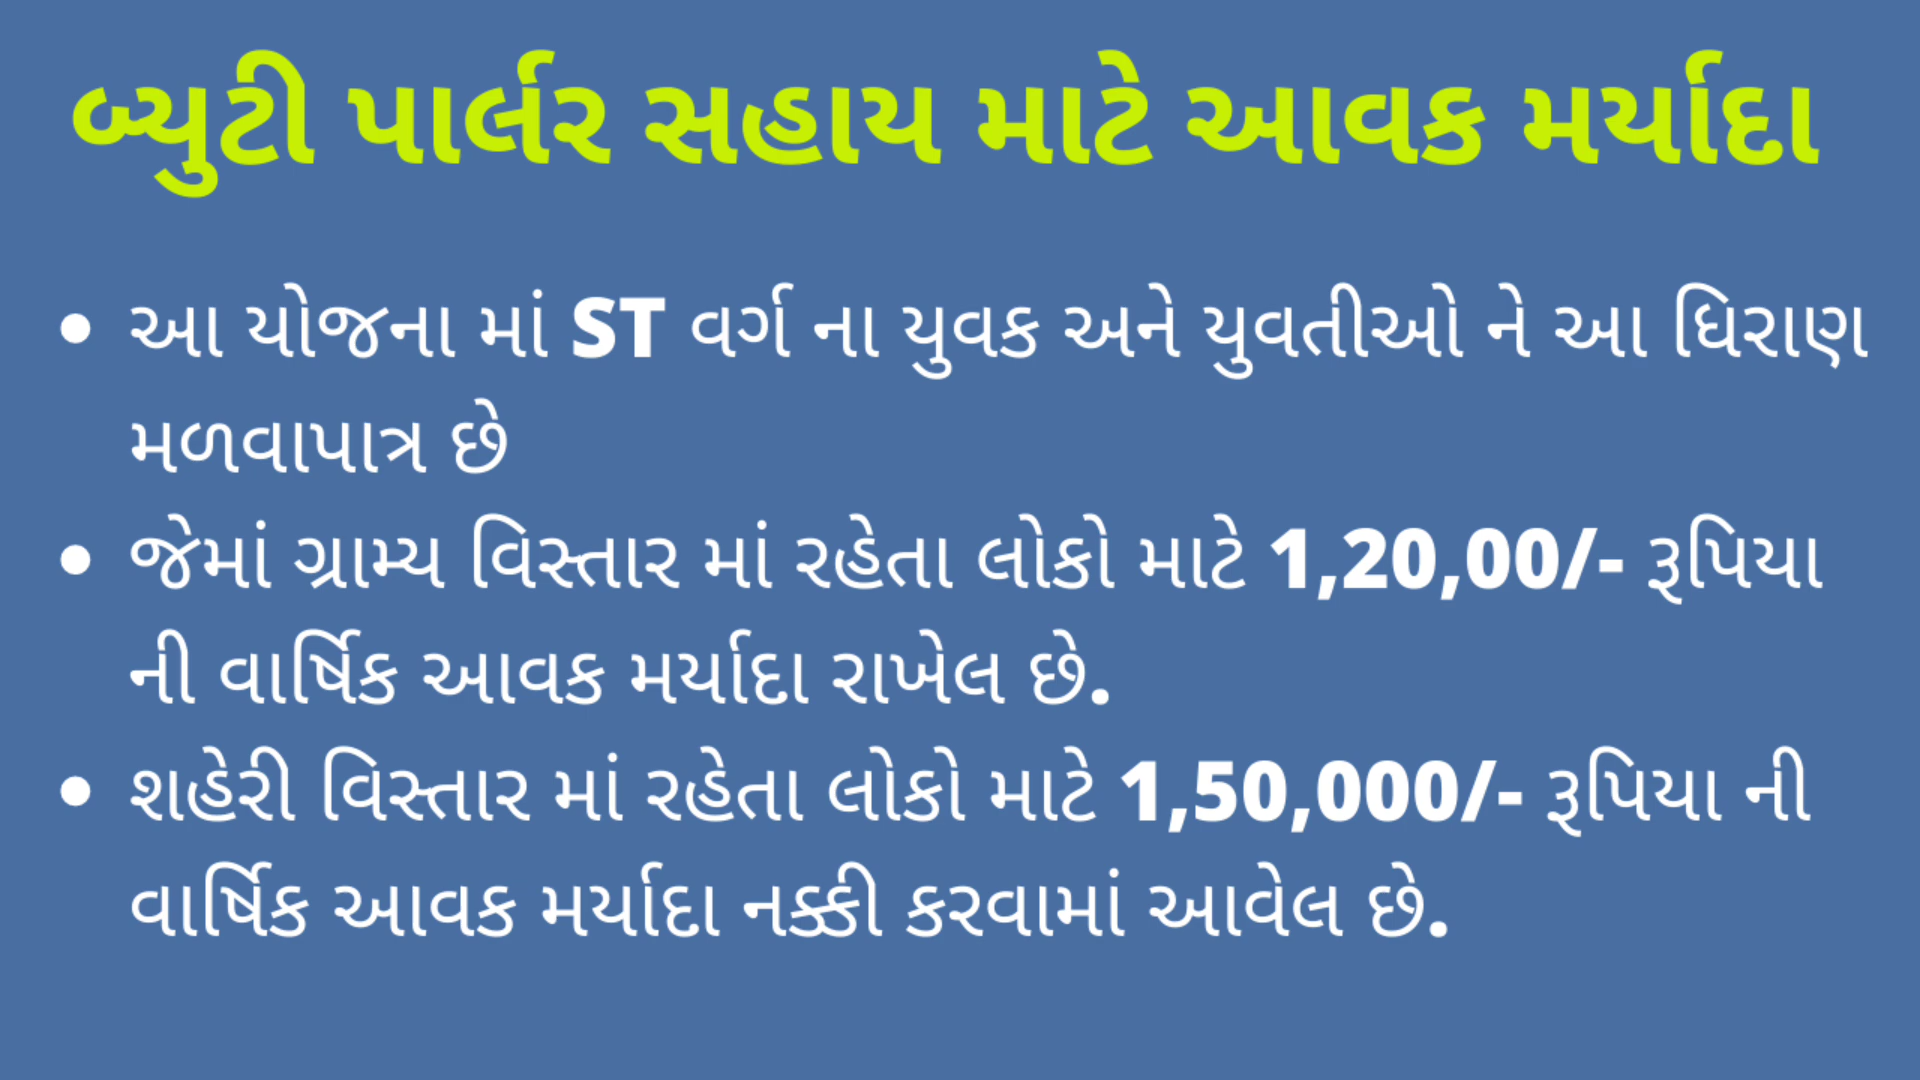 બ્યુટી પાર્લર સહાય માટે આવક મર્યાદા
• આ યોજના માં ST વર્ગ ના યુવક અને યુવતીઓ ને આ ધિરાણ
મળવાપાત્ર છે
• જેમાં ગ્રામ્ય વિસ્તાર માં રહેતા લોકો માટે 1,20,00/- રૂપિયા
ની વાર્ષિક આવક મર્યાદા રાખેલ છે.
• શહેરી વિસ્તાર માં રહેતા લોકો માટે 1,50,000/- રૂપિયા ની
વાર્ષિક આવક મર્યાદા નક્કી કરવામાં આવેલ છે.